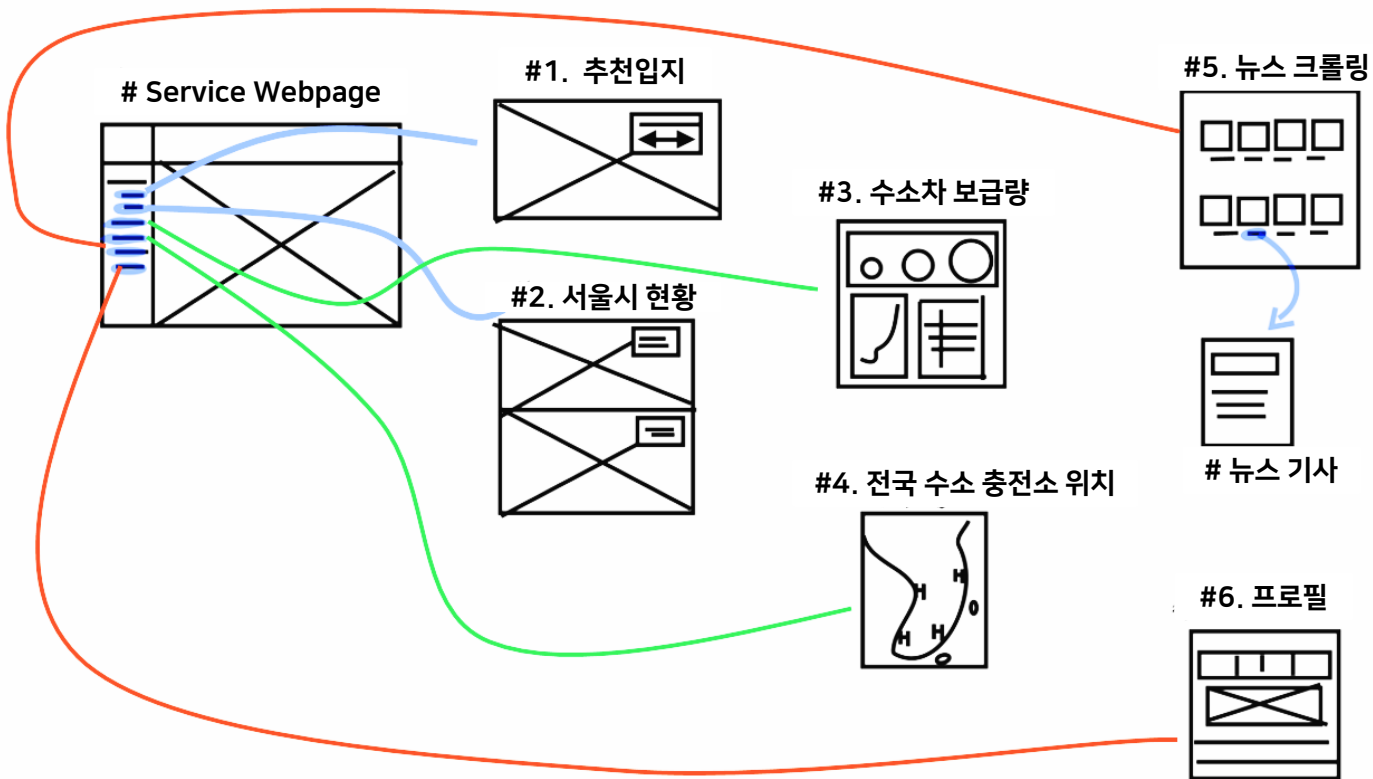 # Service Webpage
#1. 추천입지
#2. 서울시 현황
#3. 수소차 보급량
#4. 전국 수소 충전소 위치
H
H
H
H
#5. 뉴스 크롤링
# 뉴스 기사
#6. 프로필